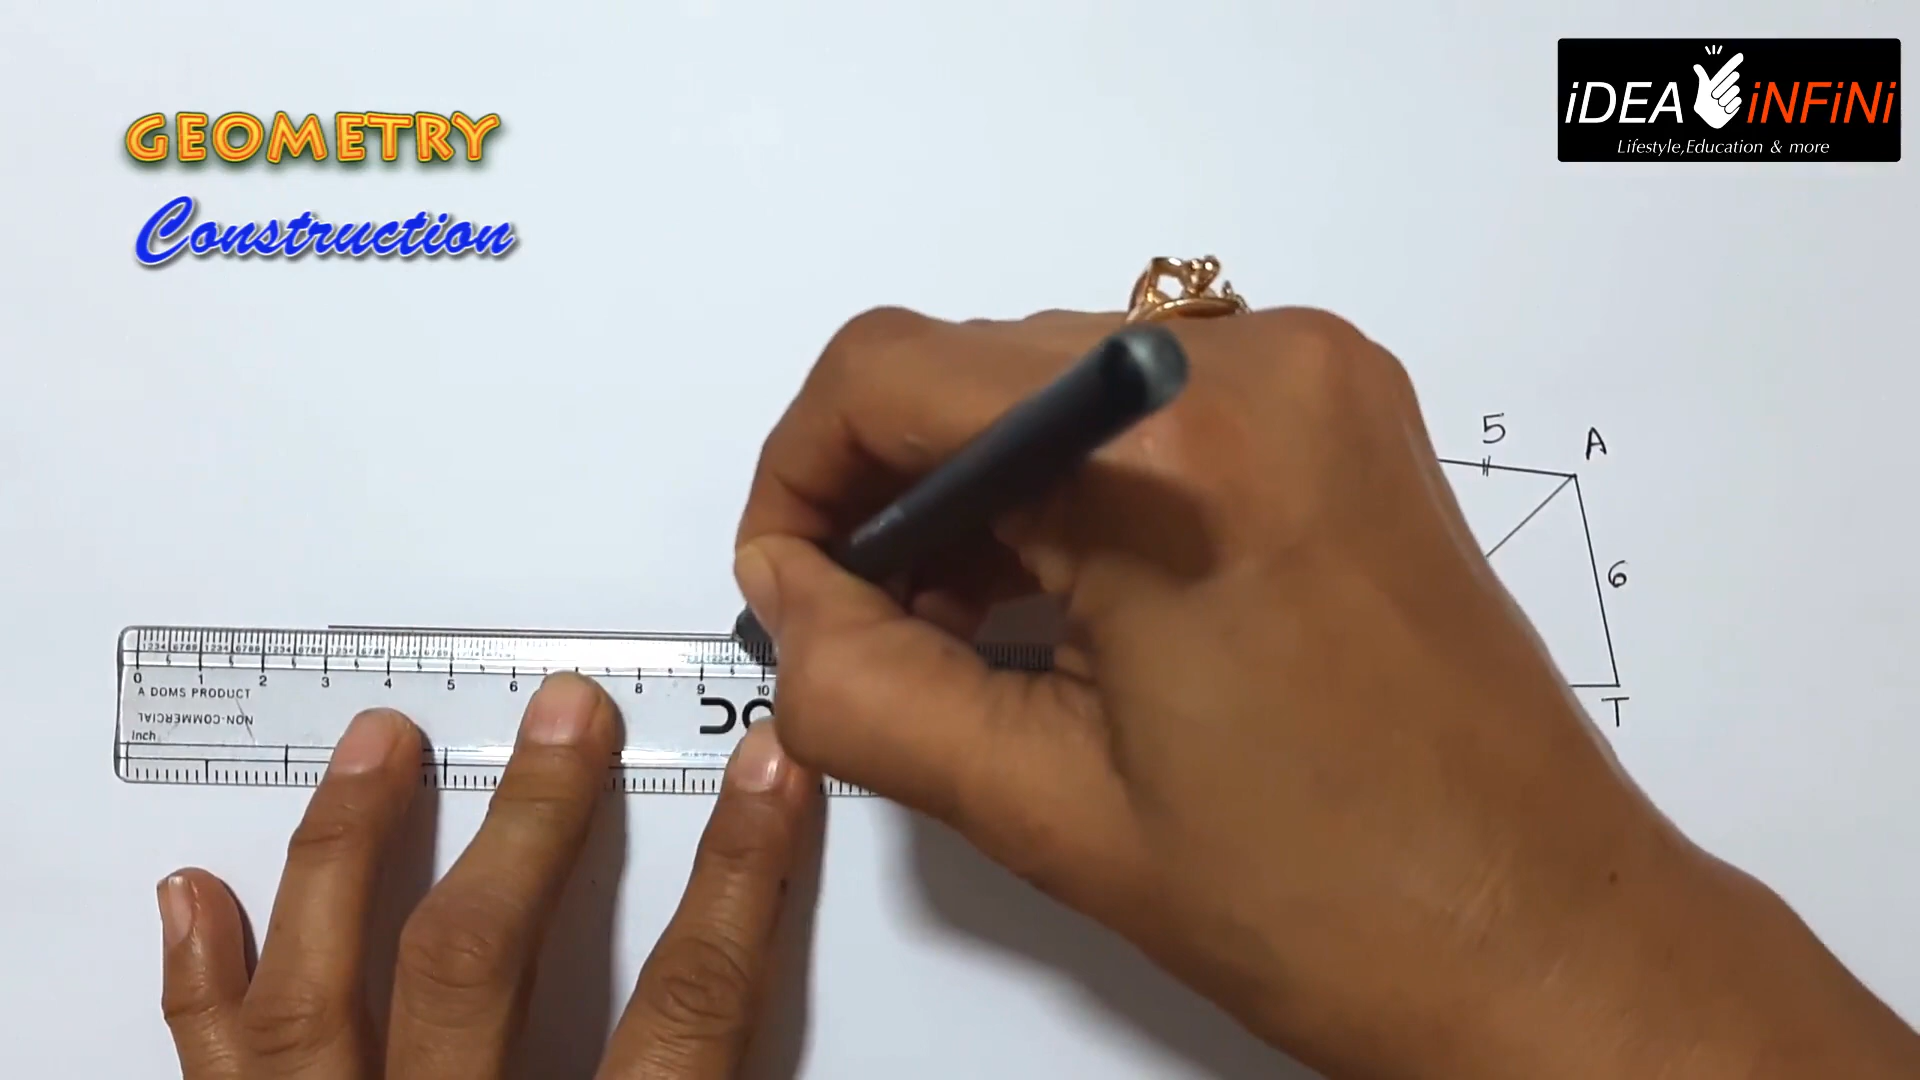 GEOMETRY
Construction
iDEA iNFiNi
Lifestyle,Education & more
5 A
6
T
0 1 2 3 4 5 6 8 9 10
A DOMS PRODUCT
NON-COMMERCIAL
Inch